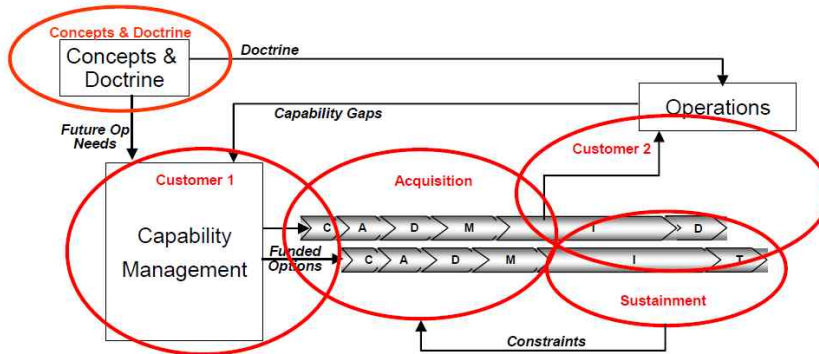 Concepts & Doctrine
Concepts &
Doctrine
Doctrine
Operations
Capability Gaps
Future Op
Needs
Customer 1
Acquisition
Customer 2
Capability
Management
C A D M I D
Funded
Options
C A D M I T
Sustainment
Constraints